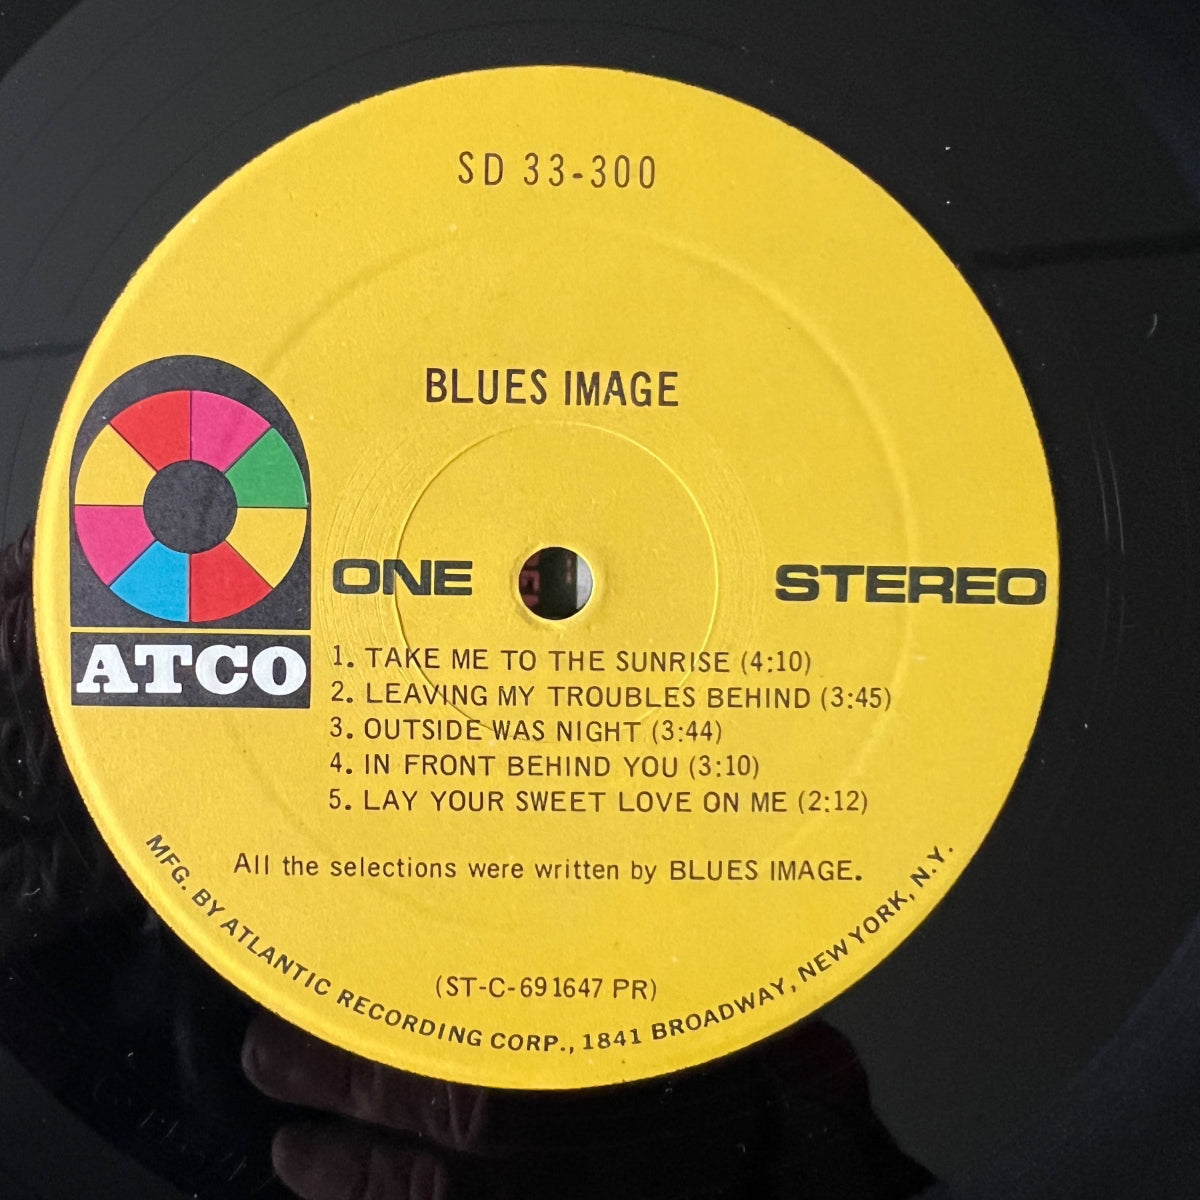 SD 33-300
BLUES IMAGE
ATCO
ONE
STEREO
1. TAKE ME TO THE SUNRISE (4:10)
2. LEAVING MY TROUBLES BEHIND (3:45)
3. OUTSIDE WAS NIGHT (3:44)
4. IN FRONT BEHIND YOU (3:10)
5. LAY YOUR SWEET LOVE ON ME (2:12)
All the selections were written by BLUES IMAGE.
(ST-C-691647 PR)
MFG. BY ATLANTIC RECORDING CORP., 1841 BROADWAY, NEW YORK, N.Y.